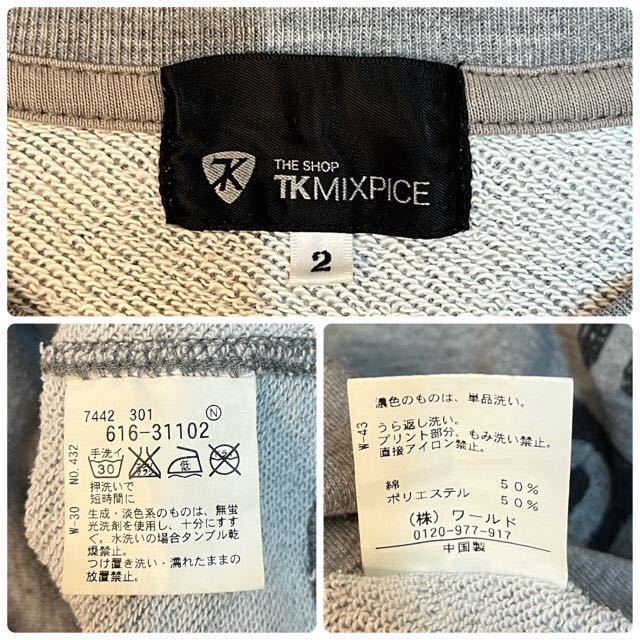 K
THE SHOP
TKMIXPICE
2
7442 301 N
616-31102
手洗イ
30
低
押洗いで
短時間に
W-30 NO.432
生成・淡色系のものは、無蛍
光洗剤を使用し、十分にすす
ぐ。水洗いの場合タンブル乾
燥禁止。
つけ置き洗い・濡れたままの
放置禁止。
濃色のものは、単品洗い。
W-43
うら返し洗い。
プリント部分、もみ洗い禁止。
直接アイロン禁止。
綿 50%
ポリエステル 50%
(株) ワールド
0120-977-917
中国製